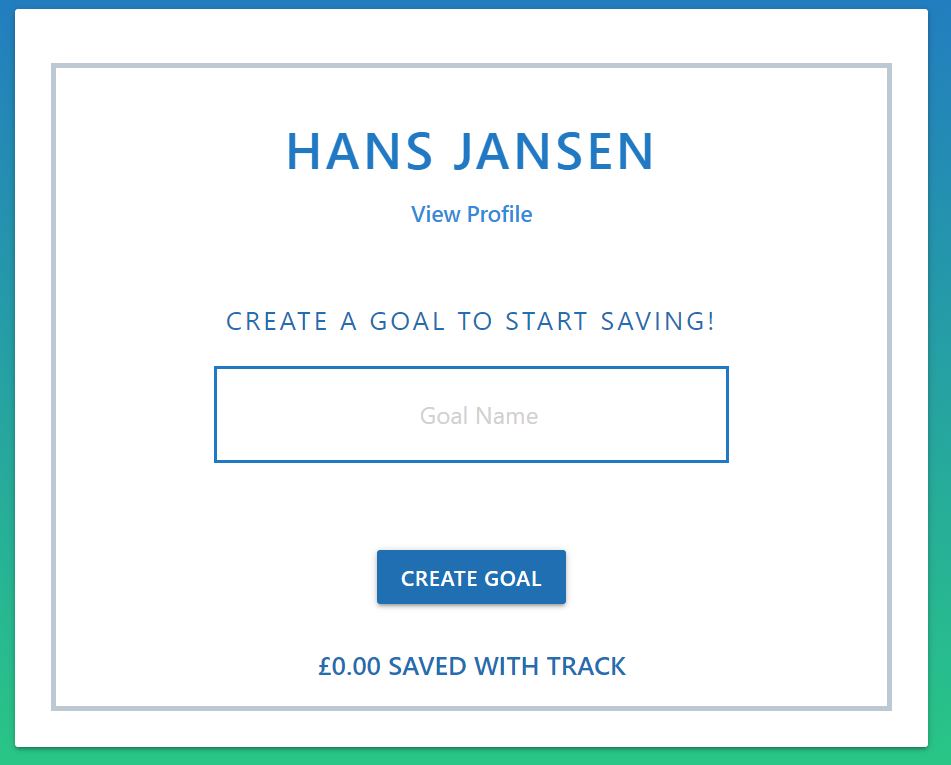 HANS JANSEN
View Profile
CREATE A GOAL TO START SAVING!
Goal Name
CREATE GOAL
£0.00 SAVED WITH TRACK